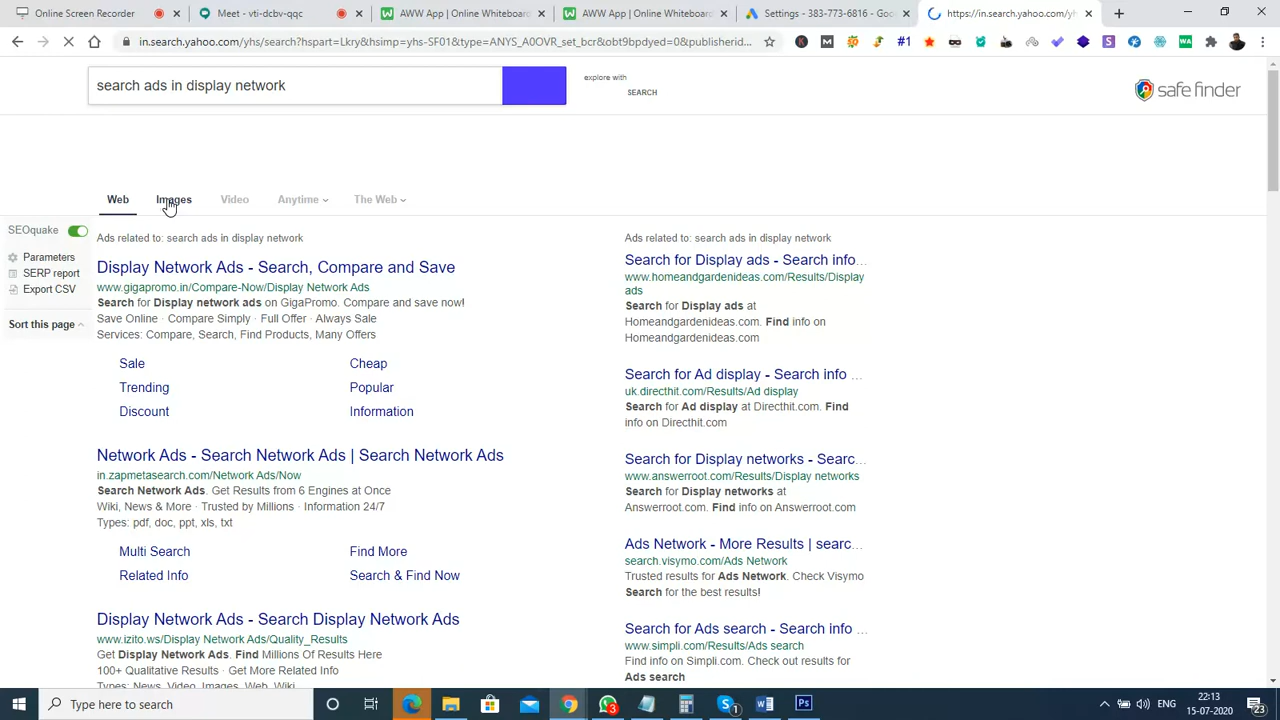 Online Recorder
Meet - vti-dcbv-qqc
AWW App | Online Whiteboard
AWW App | Online Whiteboard
Settings - 383-773-6816 - Goo
https://in.search.yahoo.com/yhs
in.search.yahoo.com/yhs/search?hspart=Lkry&hsimp=yhs-SF01&type=ANYS_A0OVR_set_bcr&obt9bpdyed=0&publisherid...
#1
search ads in display network
explore with
SEARCH
safe finder
Web
Images
Video
Anytime
The Web
SEOquake
Parameters
SERP report
Export CSV
Sort this page
Ads related to: search ads in display network
Display Network Ads - Search, Compare and Save
www.gigapromo.in/Compare-Now/Display Network Ads
Search for Display network ads on GigaPromo. Compare and save now!
Save Online · Compare Simply · Full Offer · Always Sale
Services: Compare, Search, Find Products, Many Offers
Sale
Cheap
Trending
Popular
Discount
Information
Network Ads - Search Network Ads | Search Network Ads
in.zapmetasearch.com/Network Ads/Now
Search Network Ads. Get Results from 6 Engines at Once
Wiki, News & More · Trusted by Millions · Information 24/7
Types: pdf, doc, ppt, xls, txt
Multi Search
Find More
Related Info
Search & Find Now
Display Network Ads - Search Display Network Ads
www.izito.ws/Display Network Ads/Quality_Results
Get Display Network Ads. Find Millions Of Results Here
100+ Qualitative Results · Get More Related Info
Types: News, Video, Images, Web, Wiki
Ads related to: search ads in display network
Search for Display ads - Search info...
www.homeandgardenideas.com/Results/Display
ads
Search for Display ads at
Homeandgardenideas.com. Find info on
Homeandgardenideas.com
Search for Ad display - Search info ...
uk.directhit.com/Results/Ad display
Search for Ad display at Directhit.com. Find
info on Directhit.com
Search for Display networks - Searc...
www.answerroot.com/Results/Display networks
Search for Display networks at
Answerroot.com. Find info on Answerroot.com
Ads Network - More Results | searc...
search.visymo.com/Ads Network
Trusted results for Ads Network. Check Visymo
Search for the best results!
Search for Ads search - Search info ...
www.simpli.com/Results/Ads search
Find info on Simpli.com. Check out results for
Ads search
Type here to search
3
1
ENG
22:13
15-07-2020
23